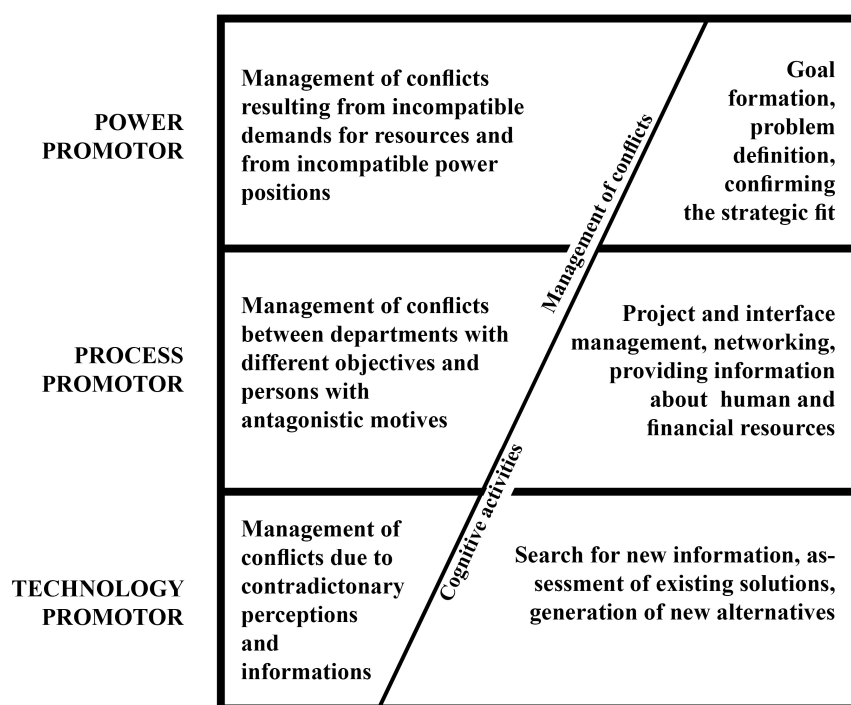 POWER
PROMOTOR
Management of conflicts
resulting from incompatible
demands for resources and
from incompatible power
positions
Management of conflicts
Goal
formation,
problem
definition,
confirming
the strategic fit
PROCESS
PROMOTOR
Management of conflicts
between departments with
different objectives and
persons with
antagonistic motives
Project and interface
management, networking,
providing information
about human and
financial resources
TECHNOLOGY
PROMOTOR
Management of
conflicts due to
contradictonary
perceptions
and
informations
Cognitive activities
Search for new information, as-
sessment of existing solutions,
generation of new alternatives